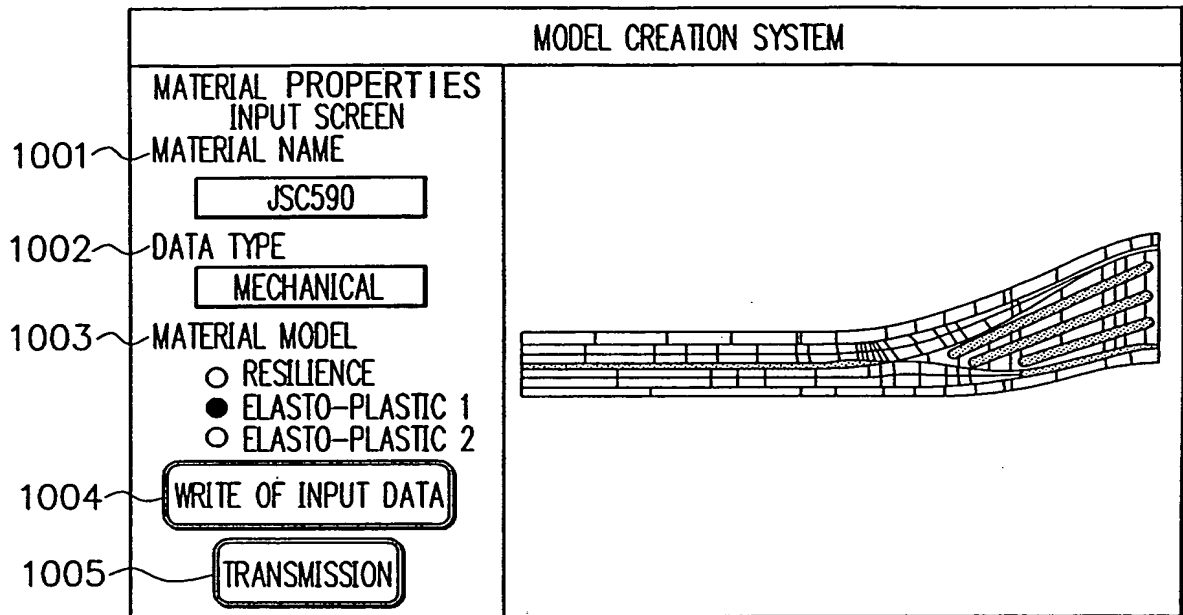 MODEL CREATION SYSTEM
MATERIAL PROPERTIES
INPUT SCREEN
1001 MATERIAL NAME
JSC590
1002 DATA TYPE
MECHANICAL
1003 MATERIAL MODEL
RESILIENCE
ELASTO-PLASTIC 1
ELASTO-PLASTIC 2
1004 WRITE OF INPUT DATA
1005 TRANSMISSION